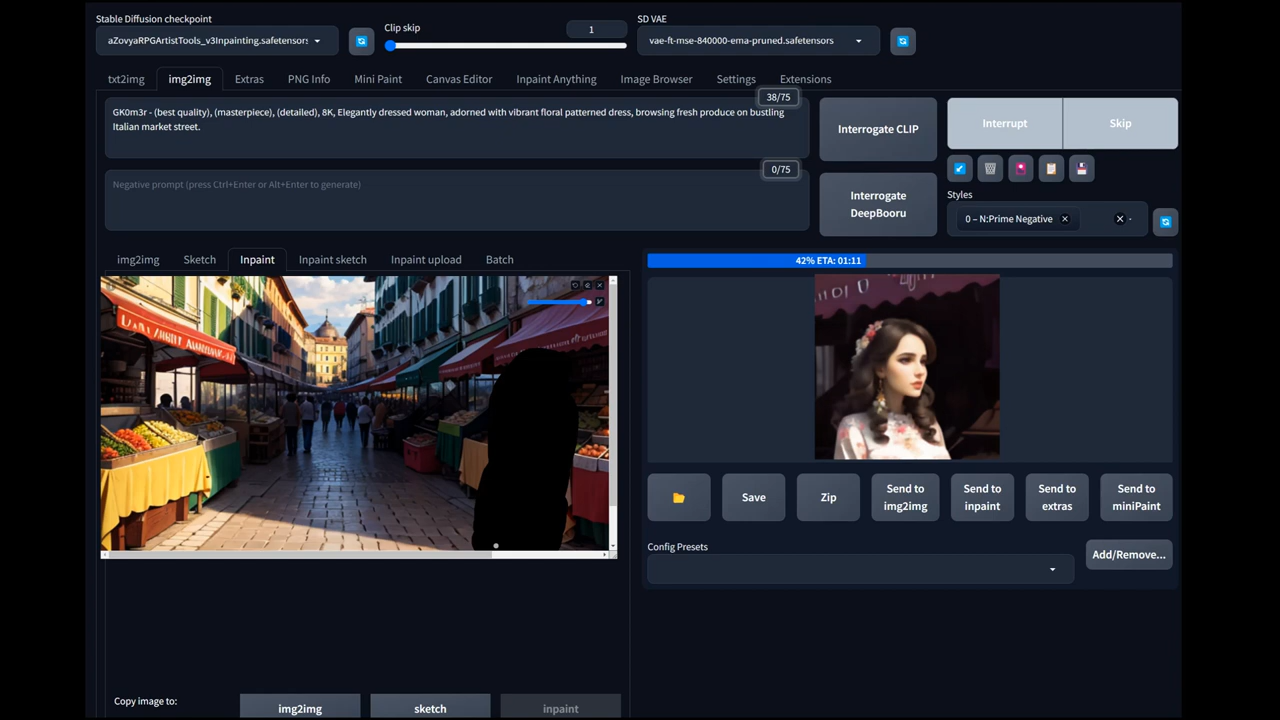 Stable Diffusion checkpoint
aZovyaRPGArtistTools_v3Inpainting.safetensors
Clip skip
1
SD VAE
vae-ft-mse-840000-ema-pruned.safetensors
txt2img
img2img
Extras
PNG Info
Mini Paint
Canvas Editor
Inpaint Anything
Image Browser
Settings
Extensions
38/75
GK0m3r - (best quality), (masterpiece), (detailed), 8K, Elegantly dressed woman, adorned with vibrant floral patterned dress, browsing fresh produce on bustling
Italian market street.
0/75
Negative prompt (press Ctrl+Enter or Alt+Enter to generate)
Interrogate CLIP
Interrogate
DeepBooru
Interrupt
Skip
Styles
0 – N:Prime Negative
img2img
Sketch
Inpaint
Inpaint sketch
Inpaint upload
Batch
42% ETA: 01:11
Save
Zip
Send to
img2img
Send to
inpaint
Send to
extras
Send to
miniPaint
Config Presets
Add/Remove...
Copy image to:
img2img
sketch
inpaint